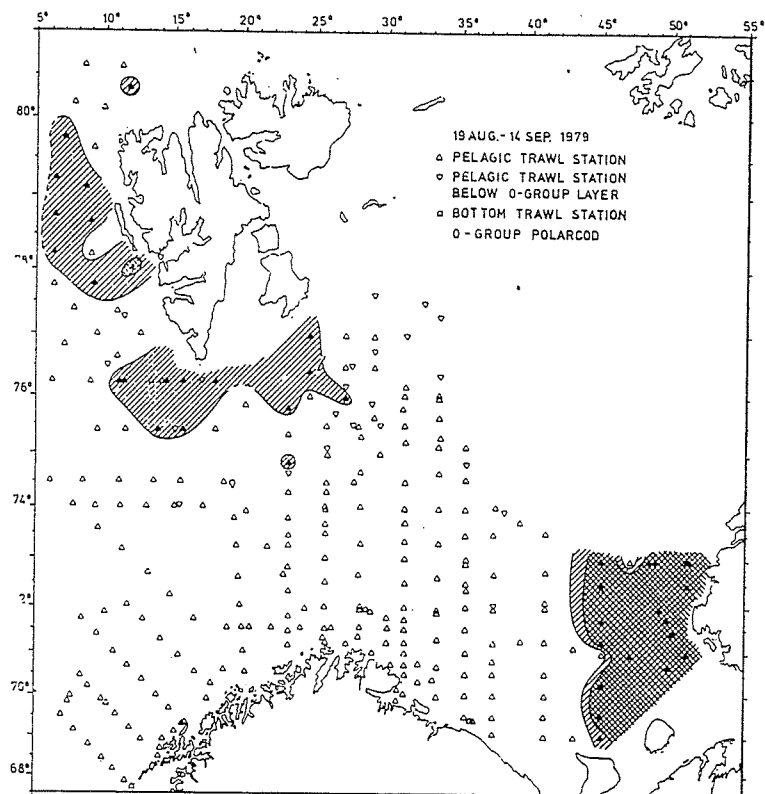 5° 10° 15° 20° 25° 30° 35° 40° 45° 50° 55°
80°
19 AUG.-14 SEP. 1979
△ PELAGIC TRAWL STATION
▽ PELAGIC TRAWL STATION
BELOW 0-GROUP LAYER
□ BOTTOM TRAWL STATION
0-GROUP POLARCOD
76°
74°
70°
68°